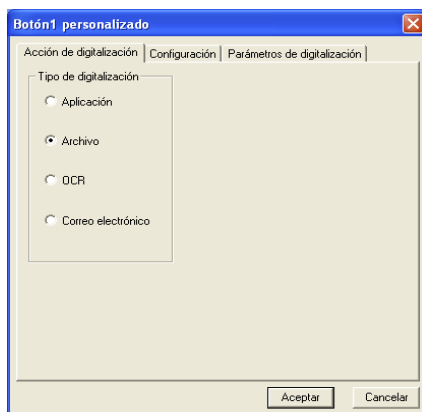 Botón1 personalizado
Acción de digitalización Configuración Parámetros de digitalización
Tipo de digitalización
Aplicación
Archivo
OCR
Correo electrónico
Aceptar Cancelar